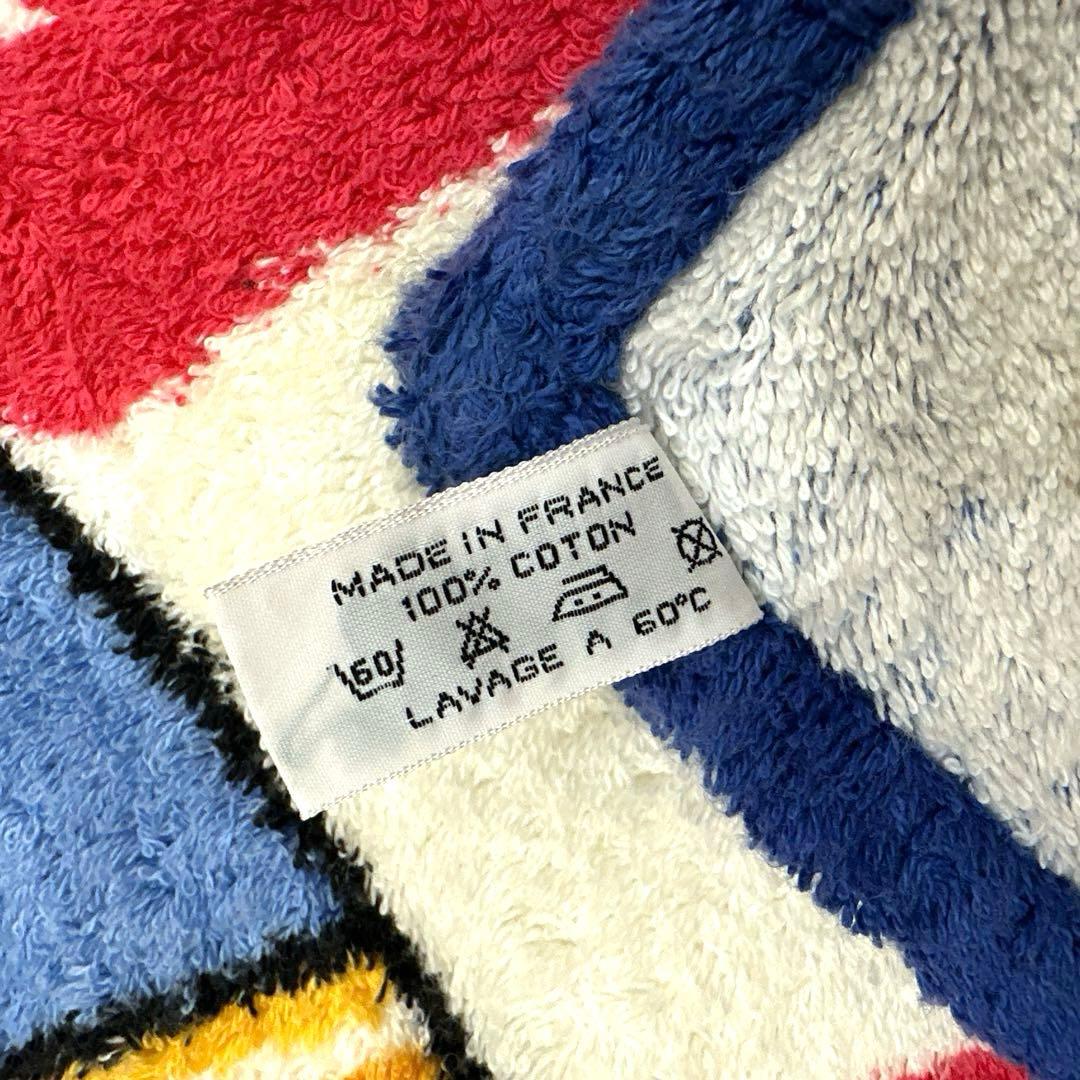 MADE IN FRANCE
100% COTON
60
LAVAGE A 60°C